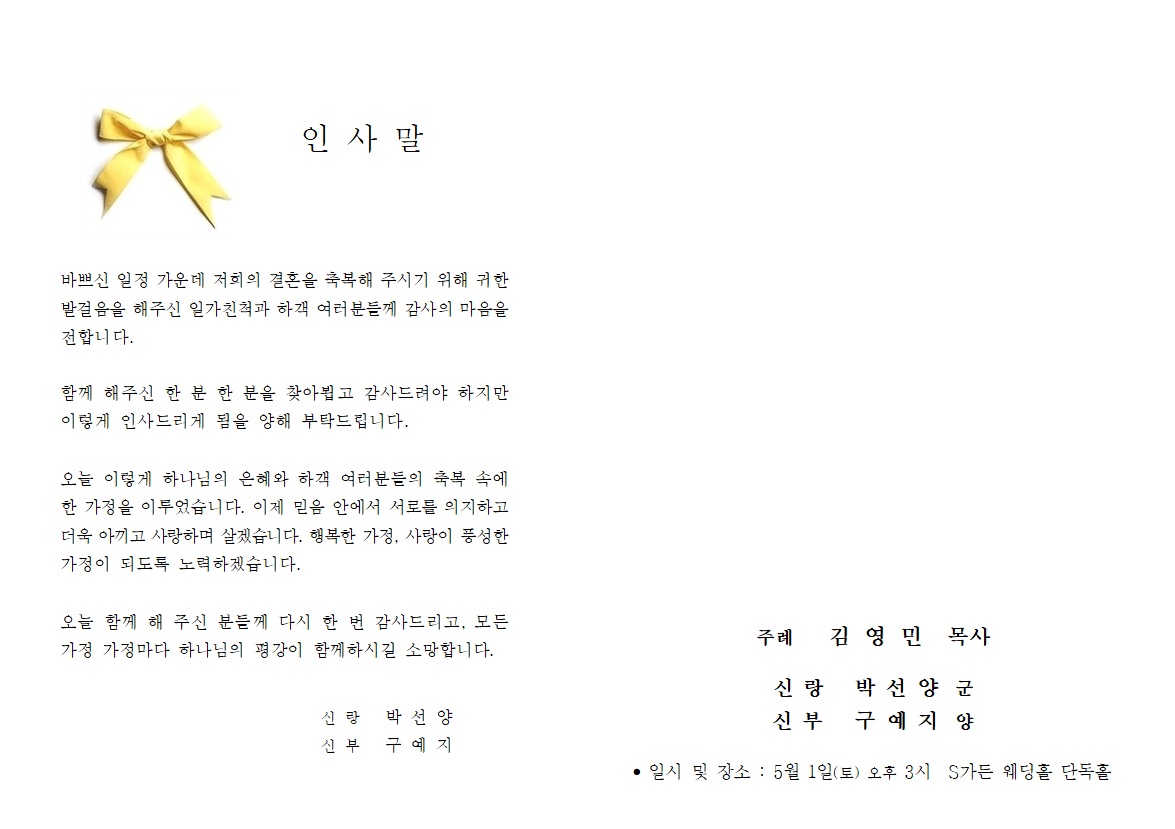 인 사 말
바쁘신 일정 가운데 저희의 결혼을 축복해 주시기 위해 귀한
발걸음을 해주신 일가친척과 하객 여러분들께 감사의 마음을
전합니다.
함께 해주신 한 분 한 분을 찾아뵙고 감사드려야 하지만
이렇게 인사드리게 됨을 양해 부탁드립니다.
오늘 이렇게 하나님의 은혜와 하객 여러분들의 축복 속에
한 가정을 이루었습니다. 이제 믿음 안에서 서로를 의지하고
더욱 아끼고 사랑하며 살겠습니다. 행복한 가정, 사랑이 풍성한
가정이 되도록 노력하겠습니다.
오늘 함께 해 주신 분들께 다시 한 번 감사드리고, 모든
가정 가정마다 하나님의 평강이 함께하시길 소망합니다.
신 랑 박 선 양
신 부 구 예 지
주례 김 영 민 목사
신 랑 박 선 양 군
신 부 구 예 지 양
• 일시 및 장소 : 5월 1일(토) 오후 3시 S가든 웨딩홀 단독홀